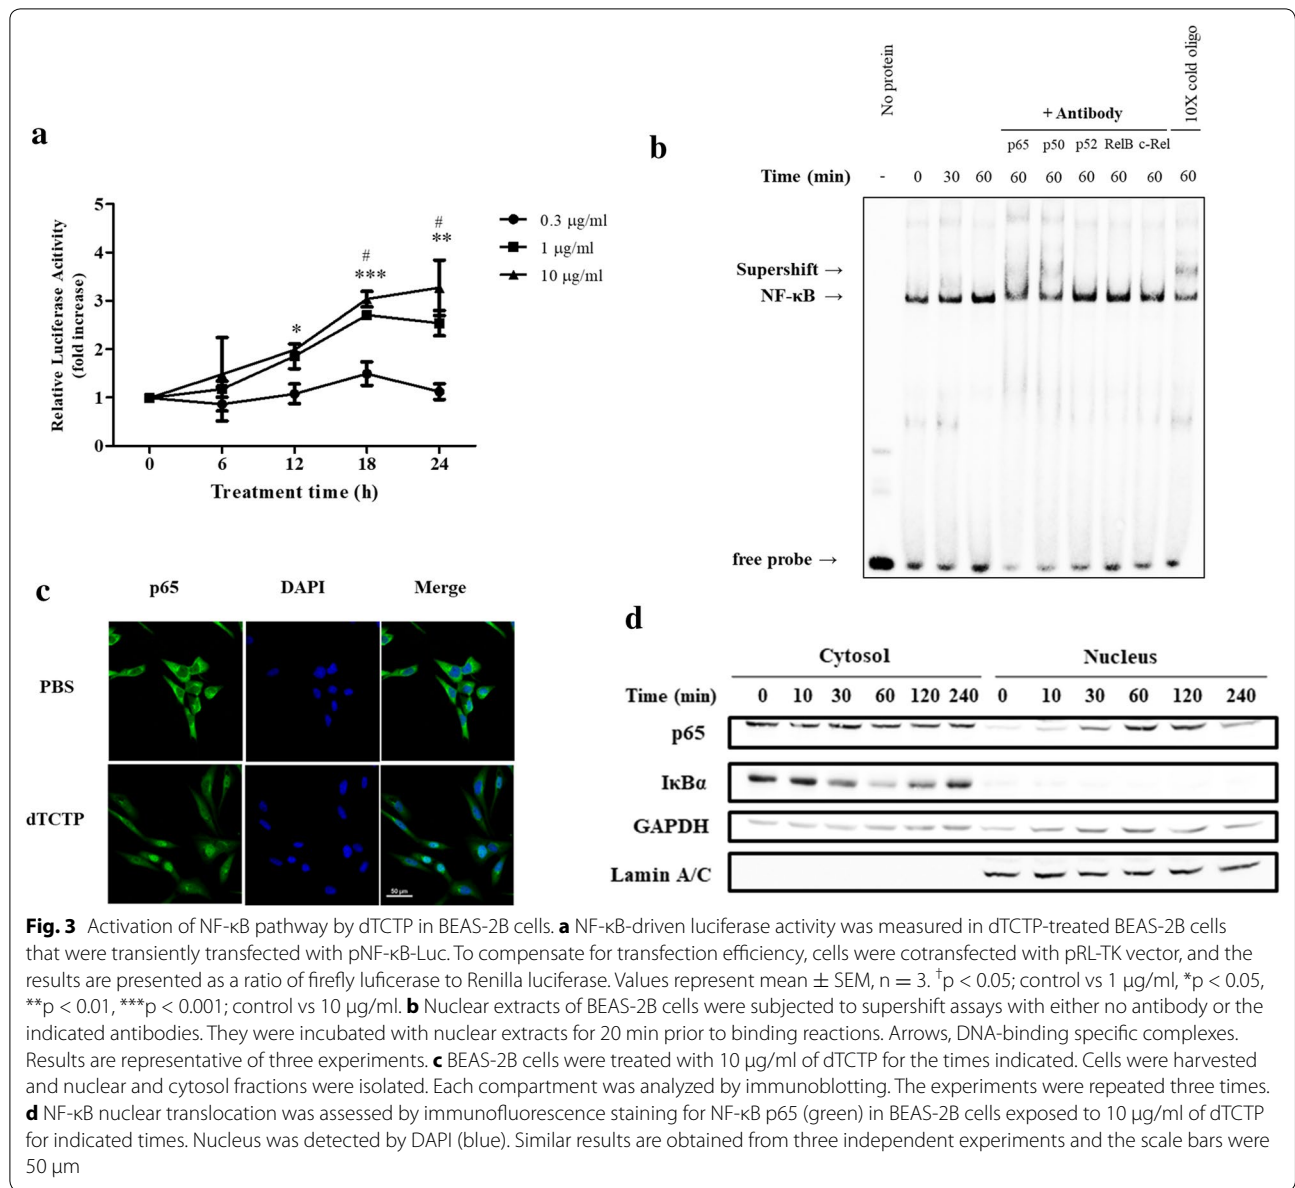 a
Relative Luciferase Acitivity
(fold increase)
5
4
3
2
1
0
0 6 12 18 24
Treatment time (h)
*
#
***
#
**
0.3 µg/ml
1 µg/ml
10 µg/ml
b
No protein
10X cold oligo
+ Antibody
p65 p50 p52 RelB c-Rel
Time (min) - 0 30 60 60 60 60 60 60 60
Supershift →
NF-κB →
free probe →
c
p65 DAPI Merge
PBS
dTCTP
50 µm
d
Cytosol Nucleus
Time (min) 0 10 30 60 120 240 0 10 30 60 120 240
p65
IκBα
GAPDH
Lamin A/C
Fig. 3 Activation of NF-κB pathway by dTCTP in BEAS-2B cells. a NF-κB-driven luciferase activity was measured in dTCTP-treated BEAS-2B cells
that were transiently transfected with pNF-κB-Luc. To compensate for transfection efficiency, cells were cotransfected with pRL-TK vector, and the
results are presented as a ratio of firefly luficerase to Renilla luciferase. Values represent mean ± SEM, n = 3. †p < 0.05; control vs 1 µg/ml, *p < 0.05,
**p < 0.01, ***p < 0.001; control vs 10 µg/ml. b Nuclear extracts of BEAS-2B cells were subjected to supershift assays with either no antibody or the
indicated antibodies. They were incubated with nuclear extracts for 20 min prior to binding reactions. Arrows, DNA-binding specific complexes.
Results are representative of three experiments. c BEAS-2B cells were treated with 10 µg/ml of dTCTP for the times indicated. Cells were harvested
and nuclear and cytosol fractions were isolated. Each compartment was analyzed by immunoblotting. The experiments were repeated three times.
d NF-κB nuclear translocation was assessed by immunofluorescence staining for NF-κB p65 (green) in BEAS-2B cells exposed to 10 µg/ml of dTCTP
for indicated times. Nucleus was detected by DAPI (blue). Similar results are obtained from three independent experiments and the scale bars were
50 µm